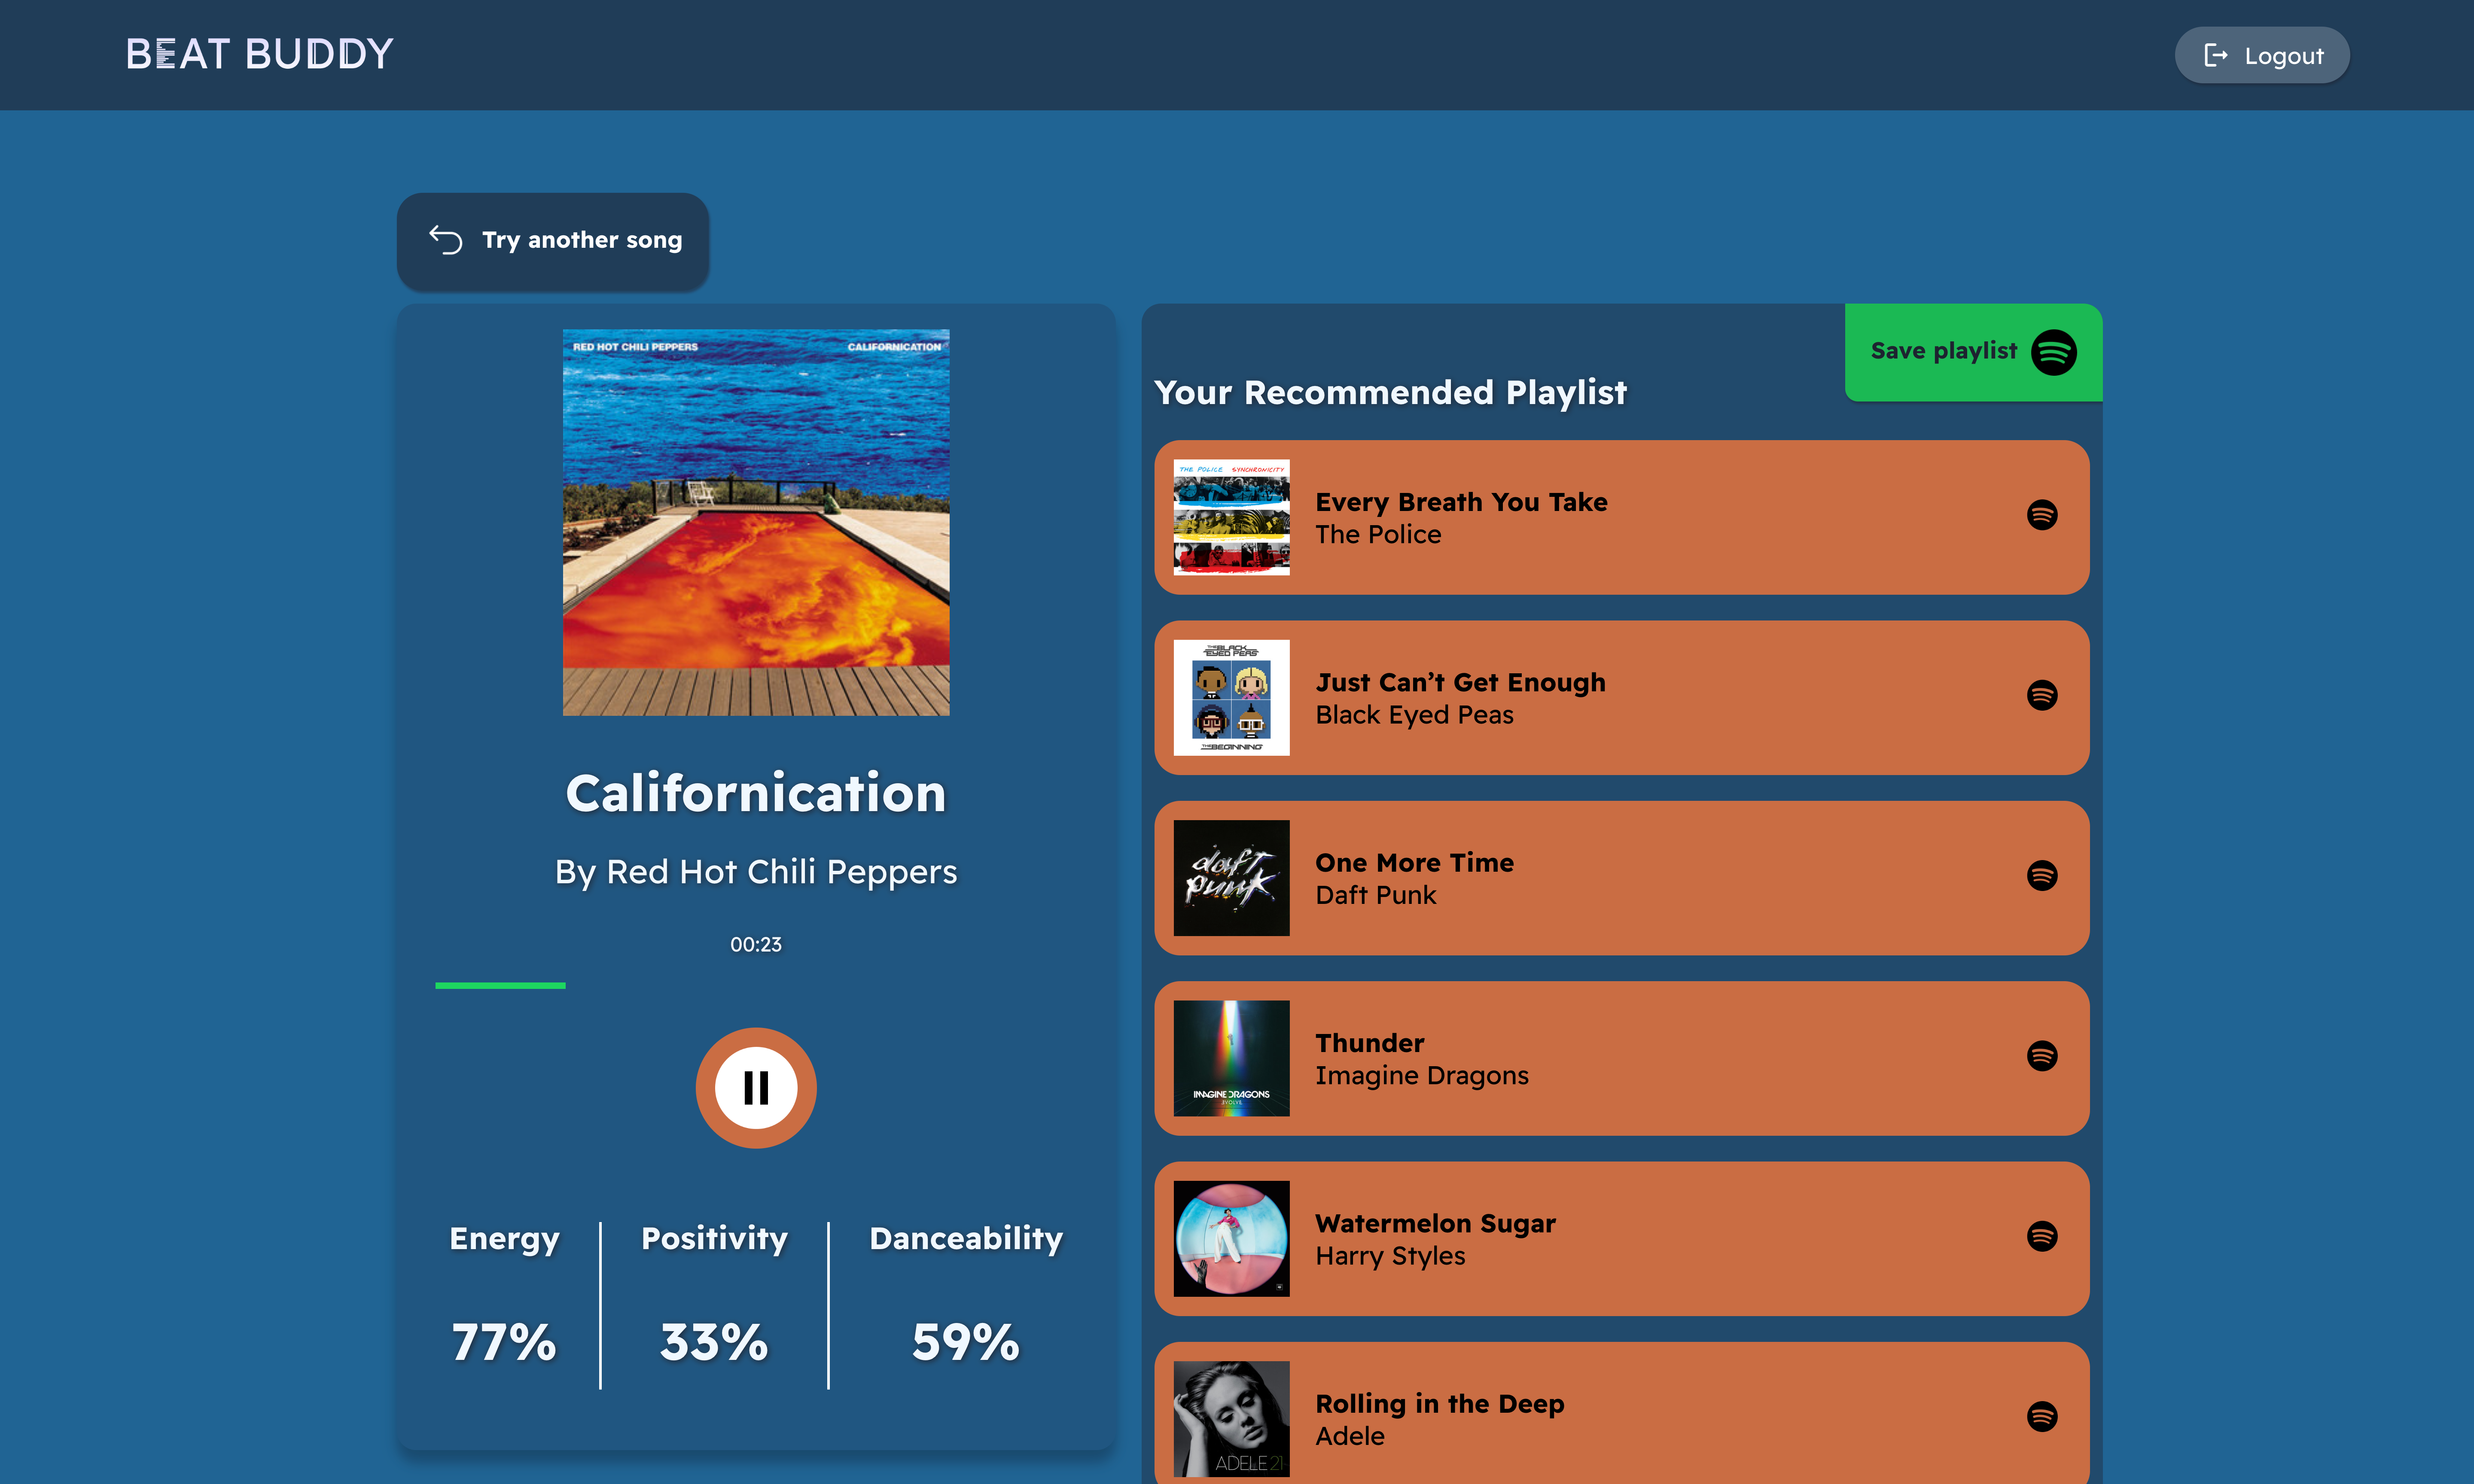 BEAT BUDDY
Logout
Try another song
RED HOT CHILI PEPPERS CALIFORNICATION
Californication
By Red Hot Chili Peppers
00:23
Energy Positivity Danceability
77% 33% 59%
Save playlist
Your Recommended Playlist
THE POLICE SYNCHRONICITY
Every Breath You Take
The Police
THE BLACK
EYED PEAS
THE BEGINNING
Just Can’t Get Enough
Black Eyed Peas
daft
punk
One More Time
Daft Punk
IMAGINE DRAGONS
EVOLVE
Thunder
Imagine Dragons
Watermelon Sugar
Harry Styles
ADELE 21
Rolling in the Deep
Adele